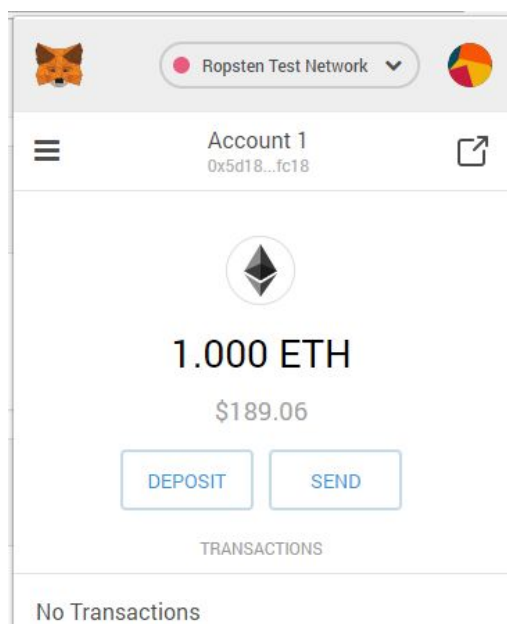 Ropsten Test Network
Account 1
0x5d18...fc18
1.000 ETH
$189.06
DEPOSIT SEND
TRANSACTIONS
No Transactions